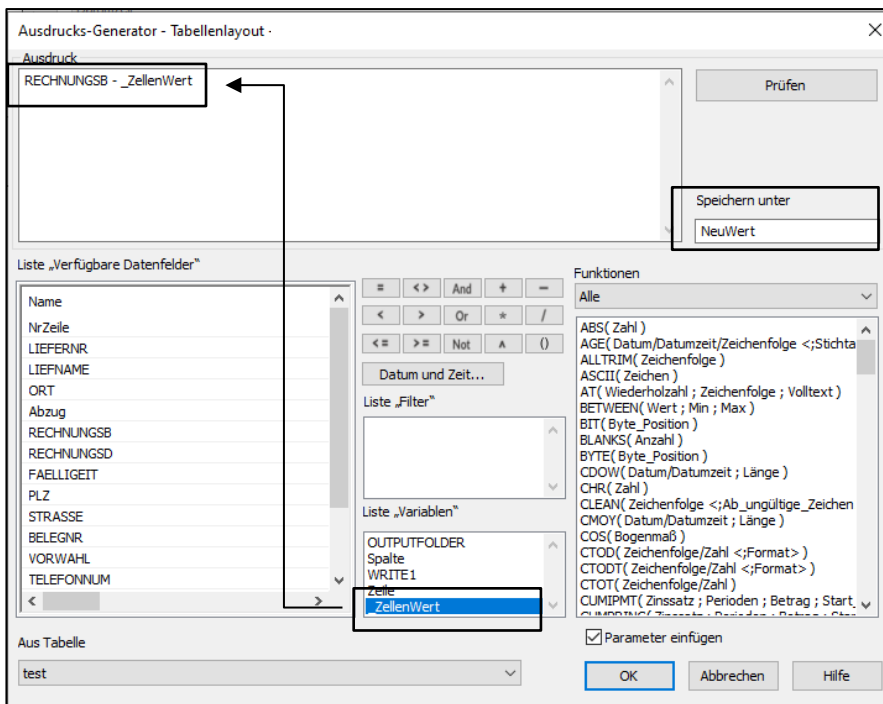 Ausdrucks-Generator - Tabellenlayout -
Ausdruck
RECHNUNGSB - _ZellenWert
Prüfen
Speichern unter
NeuWert
Liste „Verfügbare Datenfelder“
Name
NrZeile
LIEFERNR
LIEFNAME
ORT
Abzug
RECHNUNGSB
RECHNUNGSD
FAELLIGEIT
PLZ
STRASSE
BELEGNR
VORWAHL
TELEFONNUM
= <> And + -
< > Or * /
<= >= Not ^ ()
Datum und Zeit...
Liste „Filter“
Liste „Variablen“
OUTPUTFOLDER
Spalte
WRITE1
Zeile
_ZellenWert
Funktionen
Alle
ABS( Zahl )
AGE( Datum/Datumzeit/Zeichenfolge <;Stichta
ALLTRIM( Zeichenfolge )
ASCII( Zeichen )
AT( Wiederholzahl ; Zeichenfolge ; Volltext )
BETWEEN( Wert ; Min ; Max )
BIT( Byte_Position )
BLANKS( Anzahl )
BYTE( Byte_Position )
CDOW( Datum/Datumzeit ; Länge )
CHR( Zahl )
CLEAN( Zeichenfolge <;Ab_ungültige_Zeichen
CMOY( Datum/Datumzeit ; Länge )
COS( Bogenmaß )
CTOD( Zeichenfolge/Zahl <;Format> )
CTODT( Zeichenfolge/Zahl <;Format> )
CTOT( Zeichenfolge/Zahl )
CUMIPMT( Zinssatz ; Perioden ; Betrag ; Start_
Parameter einfügen
Aus Tabelle
test
OK
Abbrechen
Hilfe